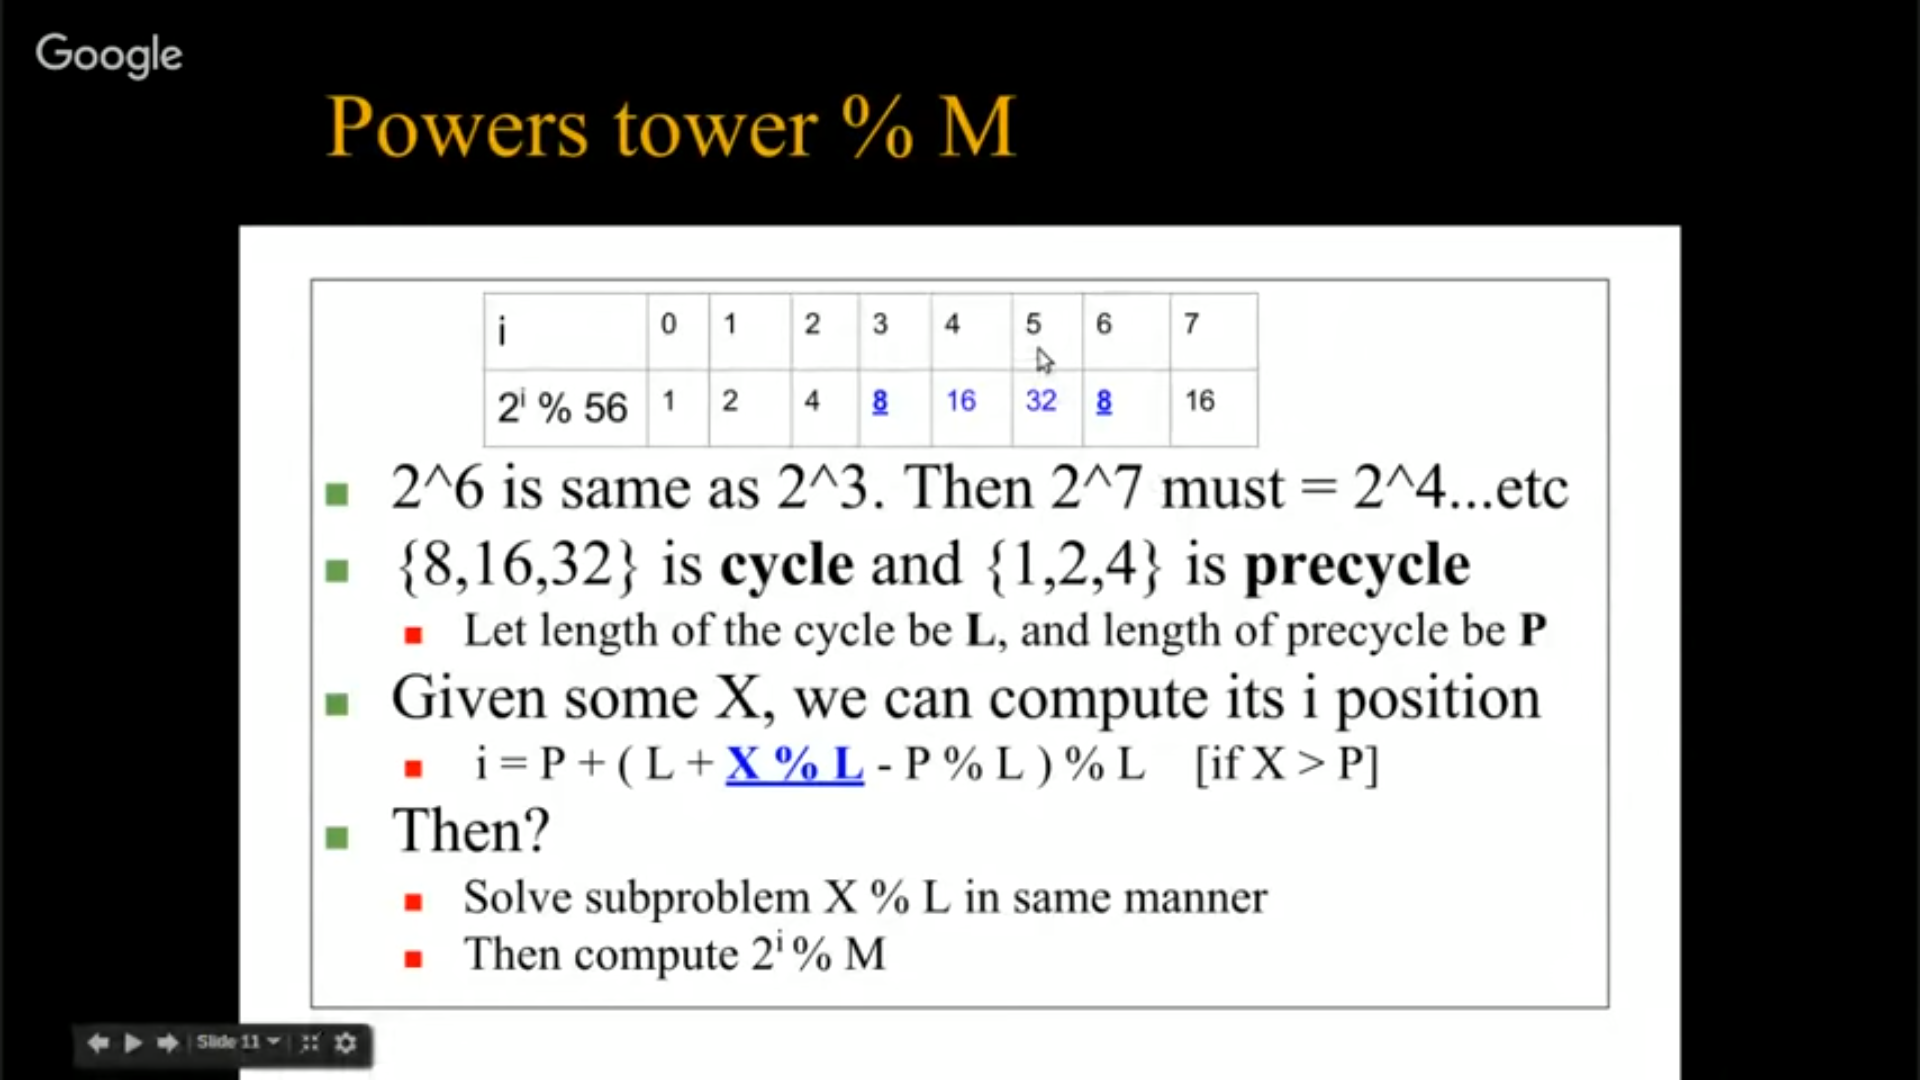 Google
Powers tower % M
i 0 1 2 3 4 5 6 7
2^i % 56 1 2 4 8 16 32 8 16
2^6 is same as 2^3. Then 2^7 must = 2^4...etc
{8,16,32} is cycle and {1,2,4} is precycle
Let length of the cycle be L, and length of precycle be P
Given some X, we can compute its i position
i = P + ( L + X % L - P % L ) % L [if X > P]
Then?
Solve subproblem X % L in same manner
Then compute 2^i % M
Slide 11